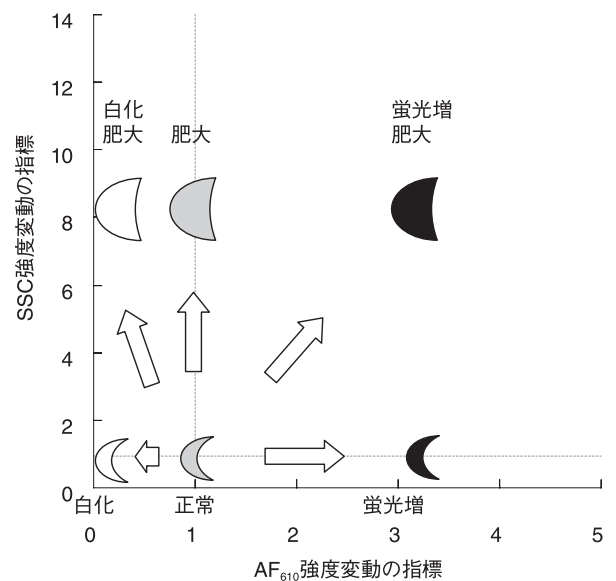 14
12
10
8
6
4
2
0
SSC強度変動の指標
白化
肥大
肥大
蛍光増
肥大
白化
正常
蛍光増
0 1 2 3 4 5
AF610強度変動の指標